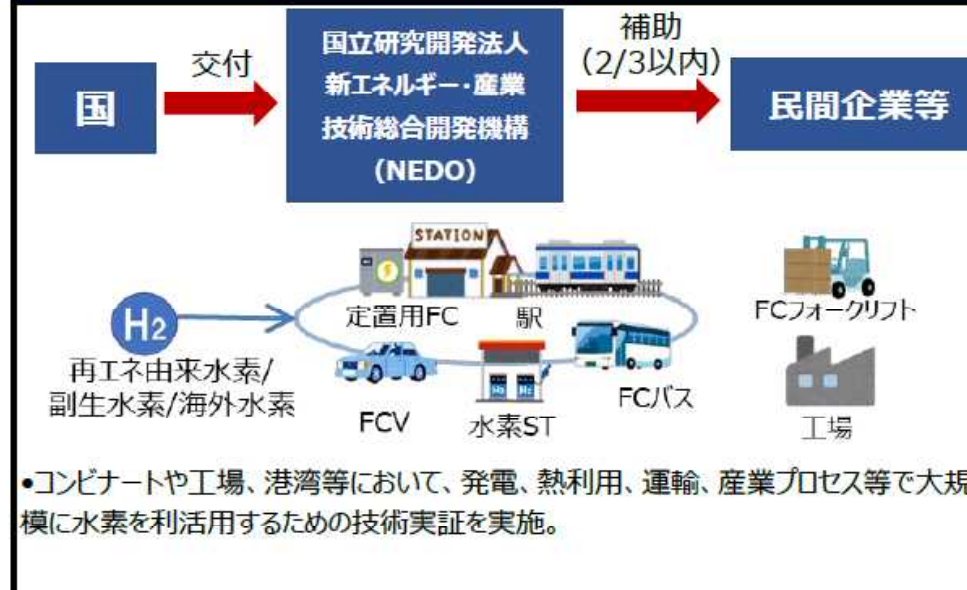 国
交付
国立研究開発法人
新エネルギー・産業
技術総合開発機構
(NEDO)
補助
(2/3以内)
民間企業等
H2
再エネ由来水素/
副生水素/海外水素
STATION
定置用FC
駅
FCV
水素ST
FCバス
FCフォークリフト
工場
•コンビナートや工場、港湾等において、発電、熱利用、運輸、産業プロセス等で大規
模に水素を利活用するための技術実証を実施。